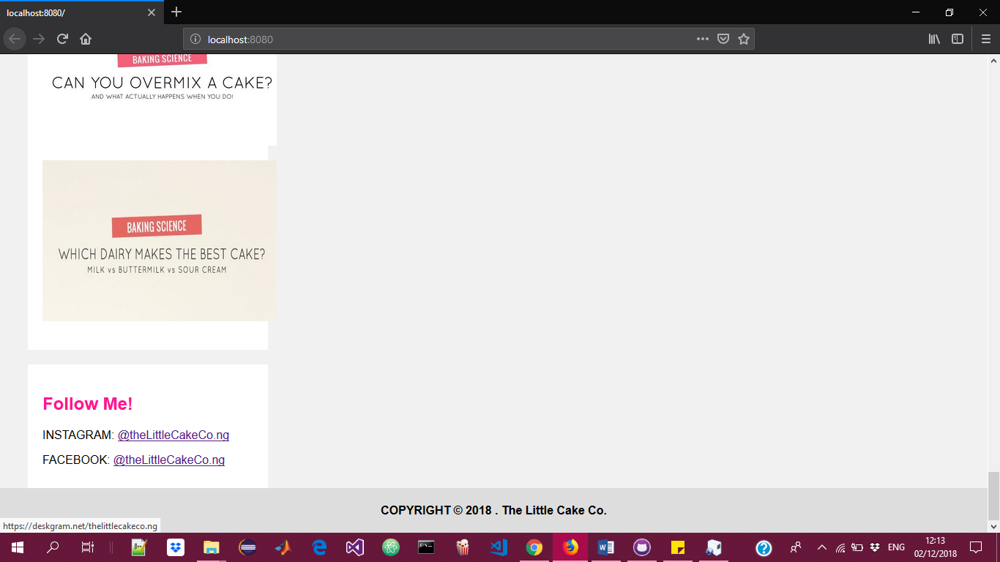 localhost:8080/
localhost:8080
BAKING SCIENCE
CAN YOU OVERMIX A CAKE?
AND WHAT ACTUALLY HAPPENS WHEN YOU DO!
BAKING SCIENCE
WHICH DAIRY MAKES THE BEST CAKE?
MILK vs BUTTERMILK vs SOUR CREAM
Follow Me!
INSTAGRAM: @theLittleCakeCo.ng
FACEBOOK: @theLittleCakeCo.ng
COPYRIGHT © 2018 . The Little Cake Co.
https://deskgram.net/thelittlecakeco.ng
ENG
12:13
02/12/2018